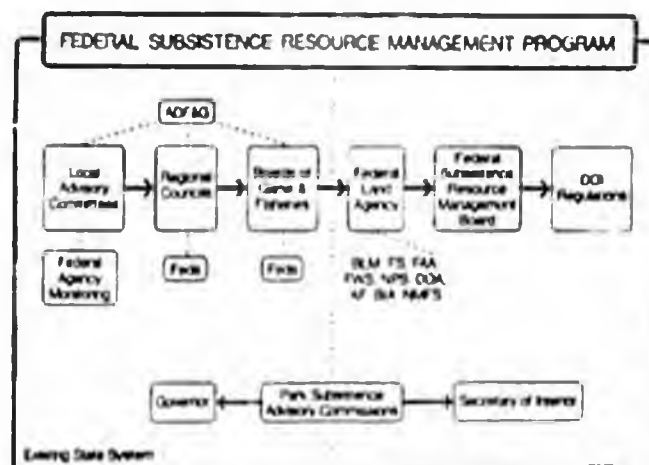 FEDERAL SUBSISTENCE RESOURCE MANAGEMENT PROGRAM
ADF&G
Local
Advisory
Committees
Regional
Councils
Boards of
Game &
Fisheries
Federal
Land
Agency
Federal
Subsistence
Resource
Management
Board
DOI
Regulations
Federal
Agency
Monitoring
Feds
Feds
BLM FS FAA
FWS NPS DOA
AF BIA NMFS
Governor
Park Subsistence
Advisory Commissions
Secretary of Interior
Existing State System